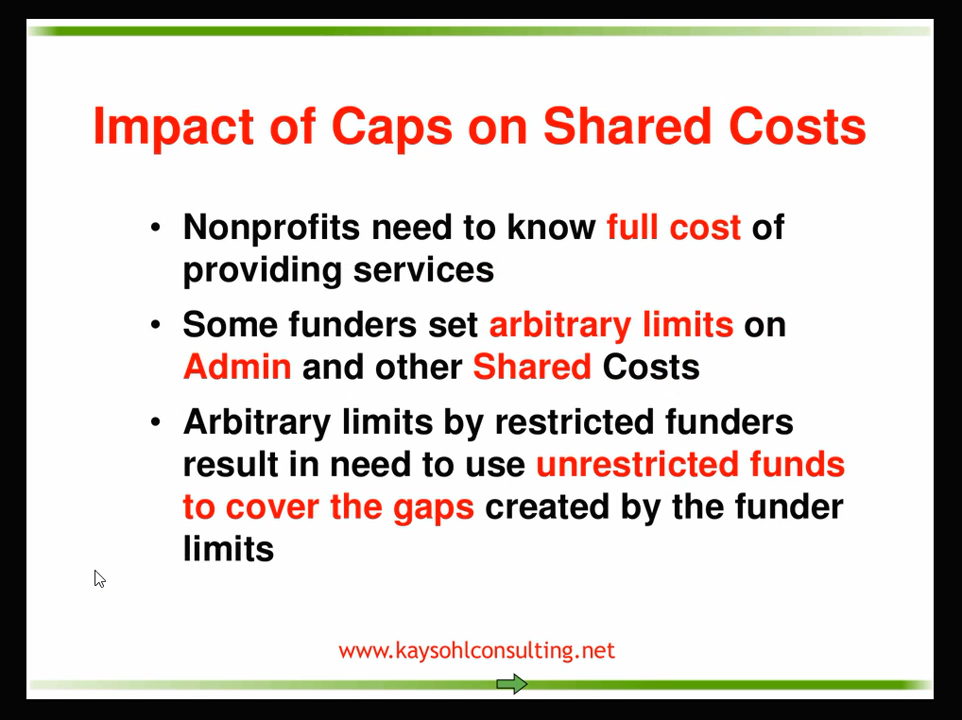 Impact of Caps on Shared Costs
• Nonprofits need to know full cost of
providing services
• Some funders set arbitrary limits on
Admin and other Shared Costs
• Arbitrary limits by restricted funders
result in need to use unrestricted funds
to cover the gaps created by the funder
limits
www.kaysohlconsulting.net